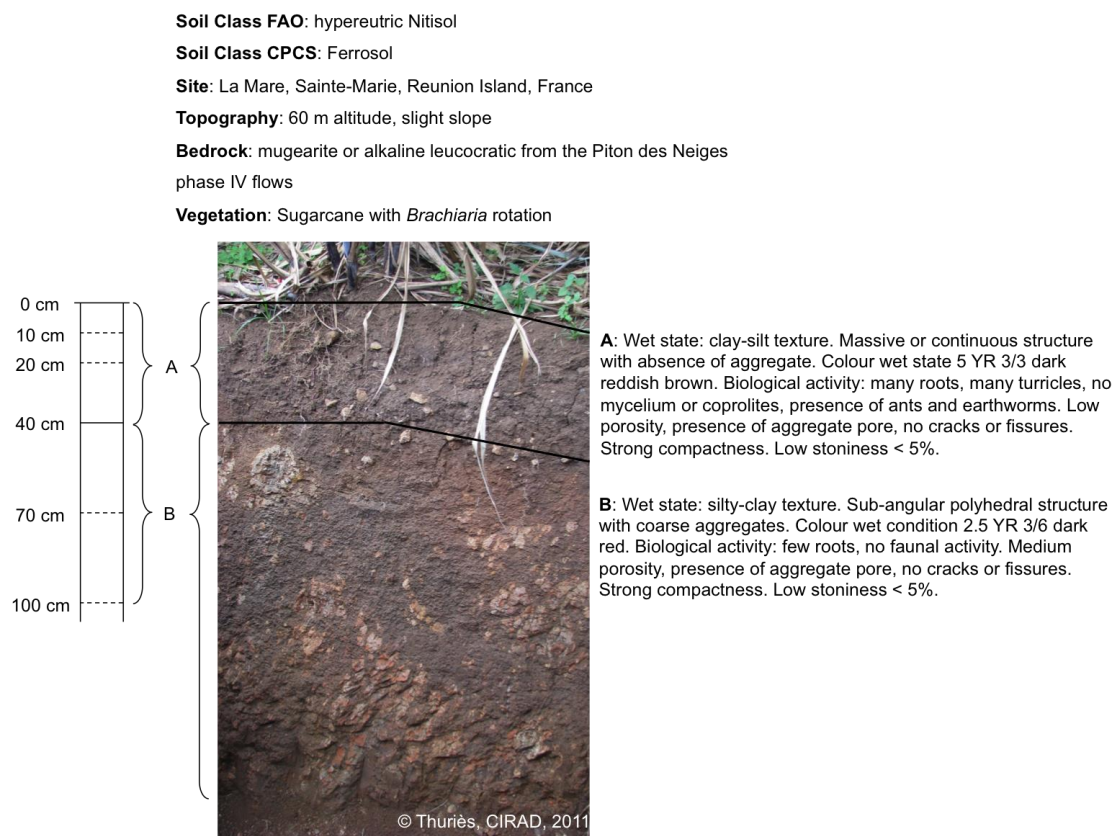 Soil Class FAO: hypereutric Nitisol
Soil Class CPCS: Ferrosol
Site: La Mare, Sainte-Marie, Reunion Island, France
Topography: 60 m altitude, slight slope
Bedrock: mugearite or alkaline leucocratic from the Piton des Neiges
phase IV flows
Vegetation: Sugarcane with Brachiaria rotation
0 cm
10 cm
20 cm
40 cm
70 cm
100 cm
A
B
A: Wet state: clay-silt texture. Massive or continuous structure
with absence of aggregate. Colour wet state 5 YR 3/3 dark
reddish brown. Biological activity: many roots, many turricles, no
mycelium or coprolites, presence of ants and earthworms. Low
porosity, presence of aggregate pore, no cracks or fissures.
Strong compactness. Low stoniness < 5%.
B: Wet state: silty-clay texture. Sub-angular polyhedral structure
with coarse aggregates. Colour wet condition 2.5 YR 3/6 dark
red. Biological activity: few roots, no faunal activity. Medium
porosity, presence of aggregate pore, no cracks or fissures.
Strong compactness. Low stoniness < 5%.
© Thuriès, CIRAD, 2011